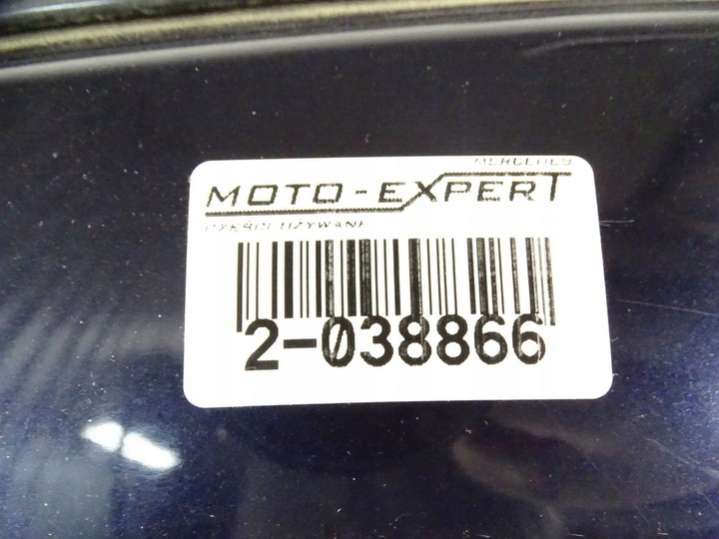 MERCEDES
MOTO-EXPERT
CZĘŚCI UŻYWANE
2-038866